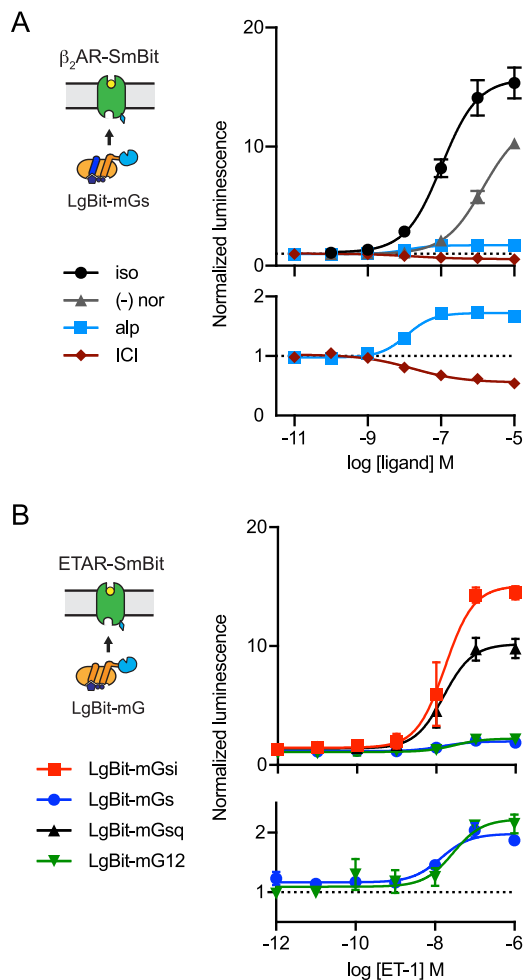 A
β₂AR-SmBit
LgBit-mGs
iso
(-) nor
alp
ICI
Normalized luminescence
20
10
0
2
1
0
-11 -9 -7 -5
log [ligand] M
B
ETAR-SmBit
LgBit-mG
LgBit-mGsi
LgBit-mGs
LgBit-mGsq
LgBit-mG12
Normalized luminescence
20
10
0
2
1
-12 -10 -8 -6
log [ET-1] M